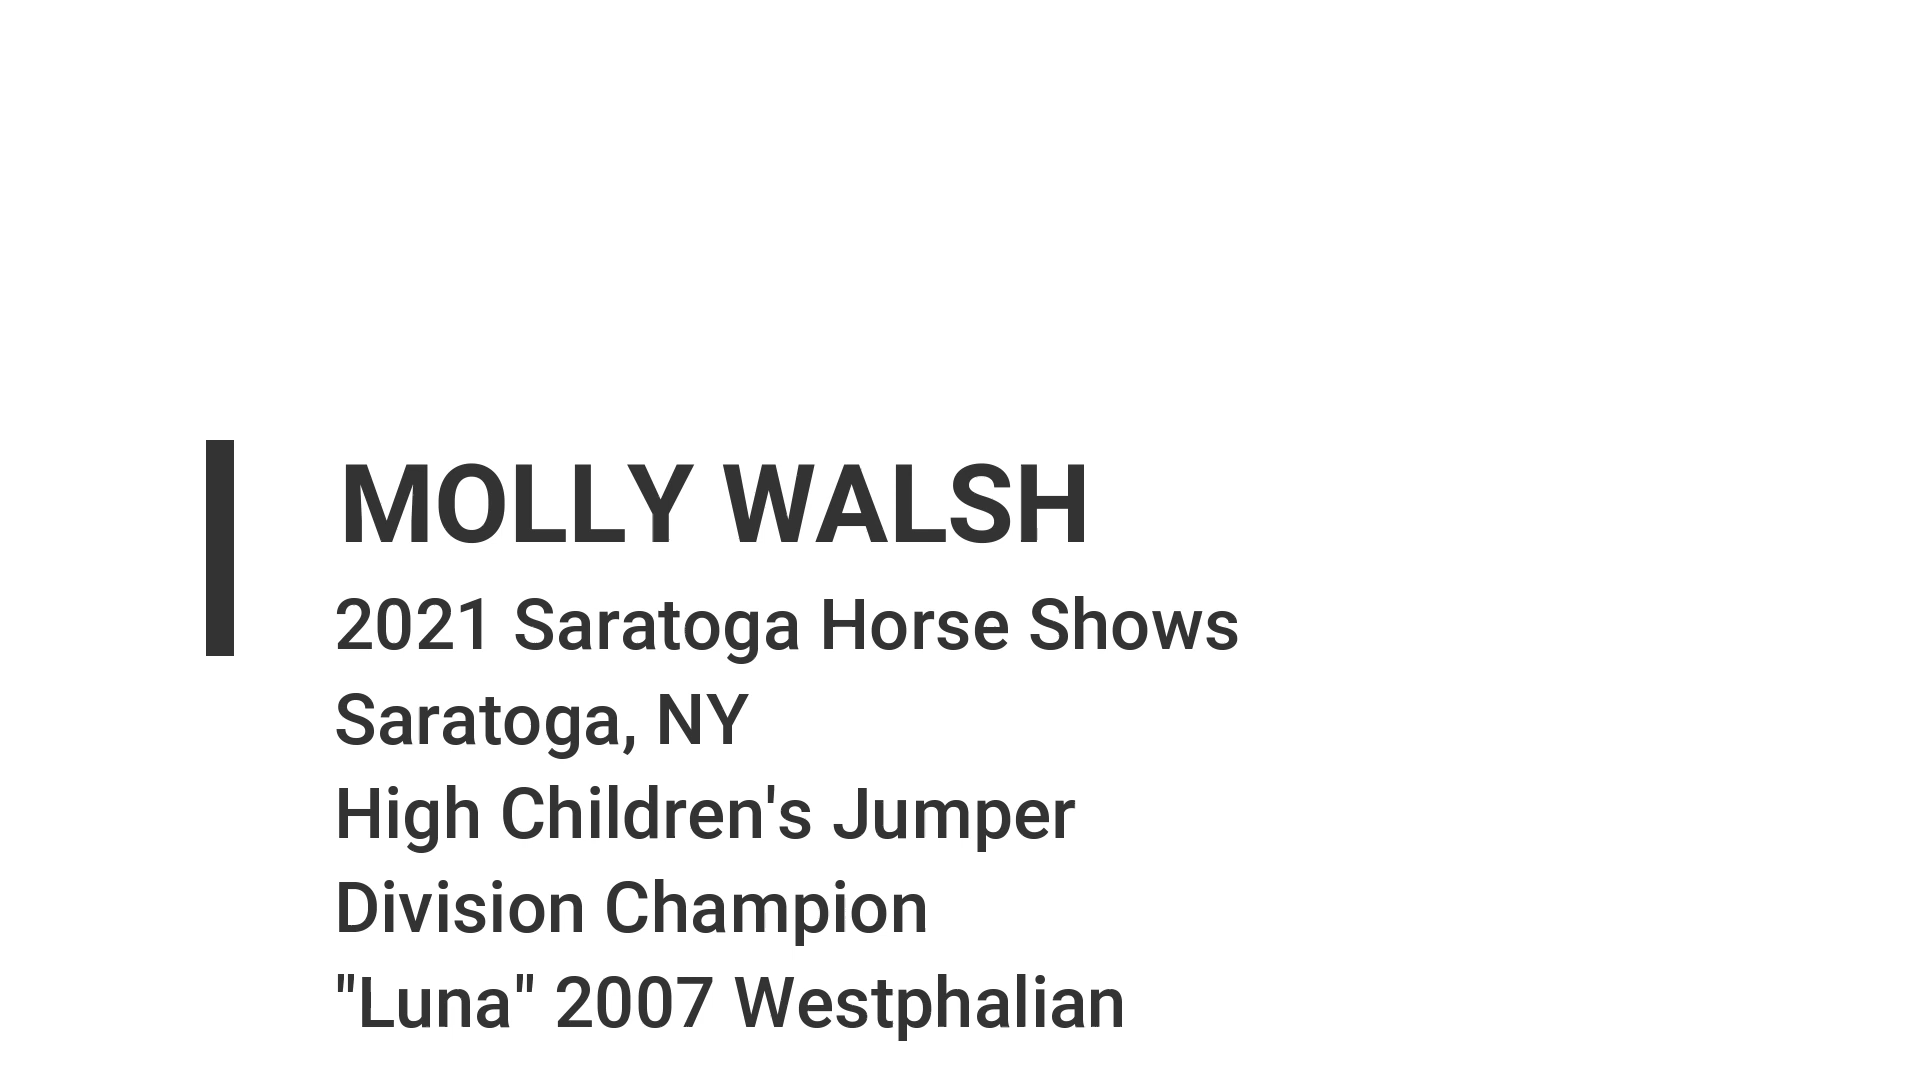 MOLLY WALSH
2021 Saratoga Horse Shows
Saratoga, NY
High Children's Jumper
Division Champion
"Luna" 2007 Westphalian